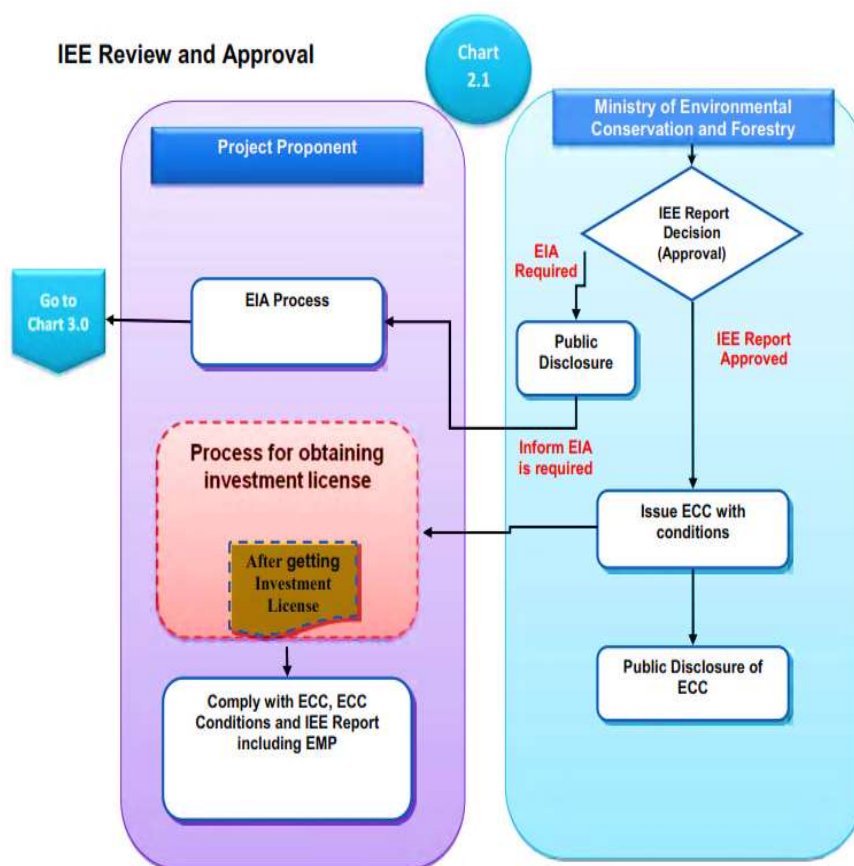 IEE Review and Approval
Chart
2.1
Project Proponent
Ministry of Environmental
Conservation and Forestry
IEE Report
Decision
(Approval)
EIA
Required
Go to
Chart 3.0
EIA Process
Public
Disclosure
IEE Report
Approved
Process for obtaining
investment license
Inform EIA
is required
After getting
Investment
License
Issue ECC with
conditions
Comply with ECC, ECC
Conditions and IEE Report
including EMP
Public Disclosure of
ECC